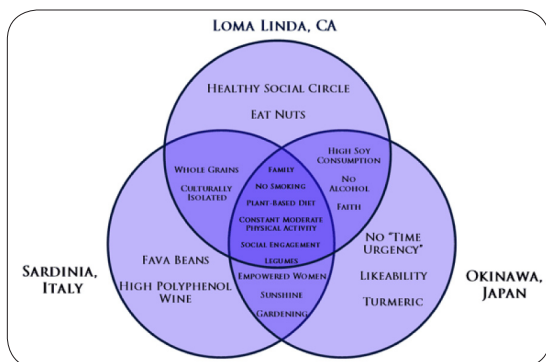 LOMA LINDA, CA
HEALTHY SOCIAL CIRCLE
EAT NUTS
HIGH SOY
CONSUMPTION
NO
ALCOHOL
FAITH
WHOLE GRAINS
CULTURALLY
ISOLATED
FAMILY
NO SMOKING
PLANT-BASED DIET
CONSTANT MODERATE
PHYSICAL ACTIVITY
SOCIAL ENGAGEMENT
LEGUMES
EMPOWERED WOMEN
SUNSHINE
GARDENING
SARDINIA,
ITALY
FAVA BEANS
HIGH POLYPHENOL
WINE
NO "TIME
URGENCY"
LIKEABILITY
TURMERIC
OKINAWA,
JAPAN